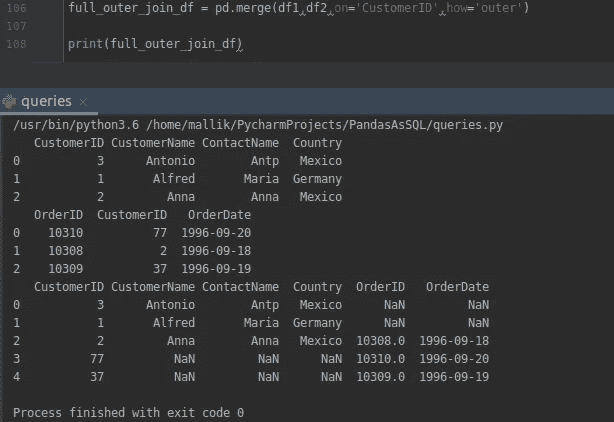 106 full_outer_join_df = pd.merge(df1,df2,on='CustomerID',how='outer')
107
108 print(full_outer_join_df)
queries ×
/usr/bin/python3.6 /home/mallik/PycharmProjects/PandasAsSQL/queries.py
   CustomerID CustomerName ContactName  Country
0           3      Antonio        Antp   Mexico
1           1       Alfred       Maria  Germany
2           2         Anna        Anna   Mexico
   OrderID  CustomerID   OrderDate
0    10310          77  1996-09-20
1    10308           2  1996-09-18
2    10309          37  1996-09-19
   CustomerID CustomerName ContactName  Country  OrderID   OrderDate
0           3      Antonio        Antp   Mexico      NaN         NaN
1           1       Alfred       Maria  Germany      NaN         NaN
2           2         Anna        Anna   Mexico  10308.0  1996-09-18
3          77          NaN         NaN      NaN  10310.0  1996-09-20
4          37          NaN         NaN      NaN  10309.0  1996-09-19
Process finished with exit code 0